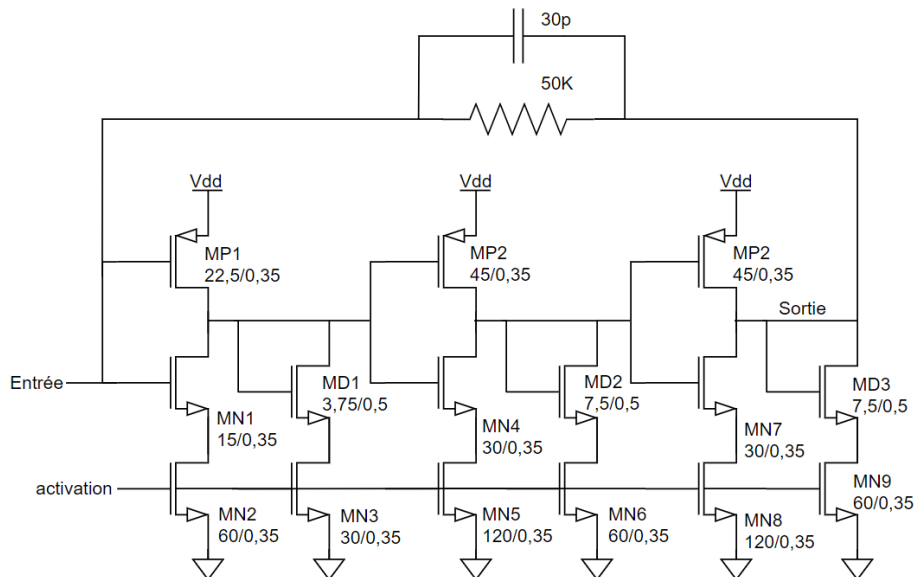 30p
50K
Vdd
Vdd
Vdd
MP1
22,5/0,35
MP2
45/0,35
MP2
45/0,35
Sortie
Entrée
MN1
15/0,35
MD1
3,75/0,5
MN4
30/0,35
MD2
7,5/0,5
MN7
30/0,35
MD3
7,5/0,5
activation
MN2
60/0,35
MN3
30/0,35
MN5
120/0,35
MN6
60/0,35
MN8
120/0,35
MN9
60/0,35